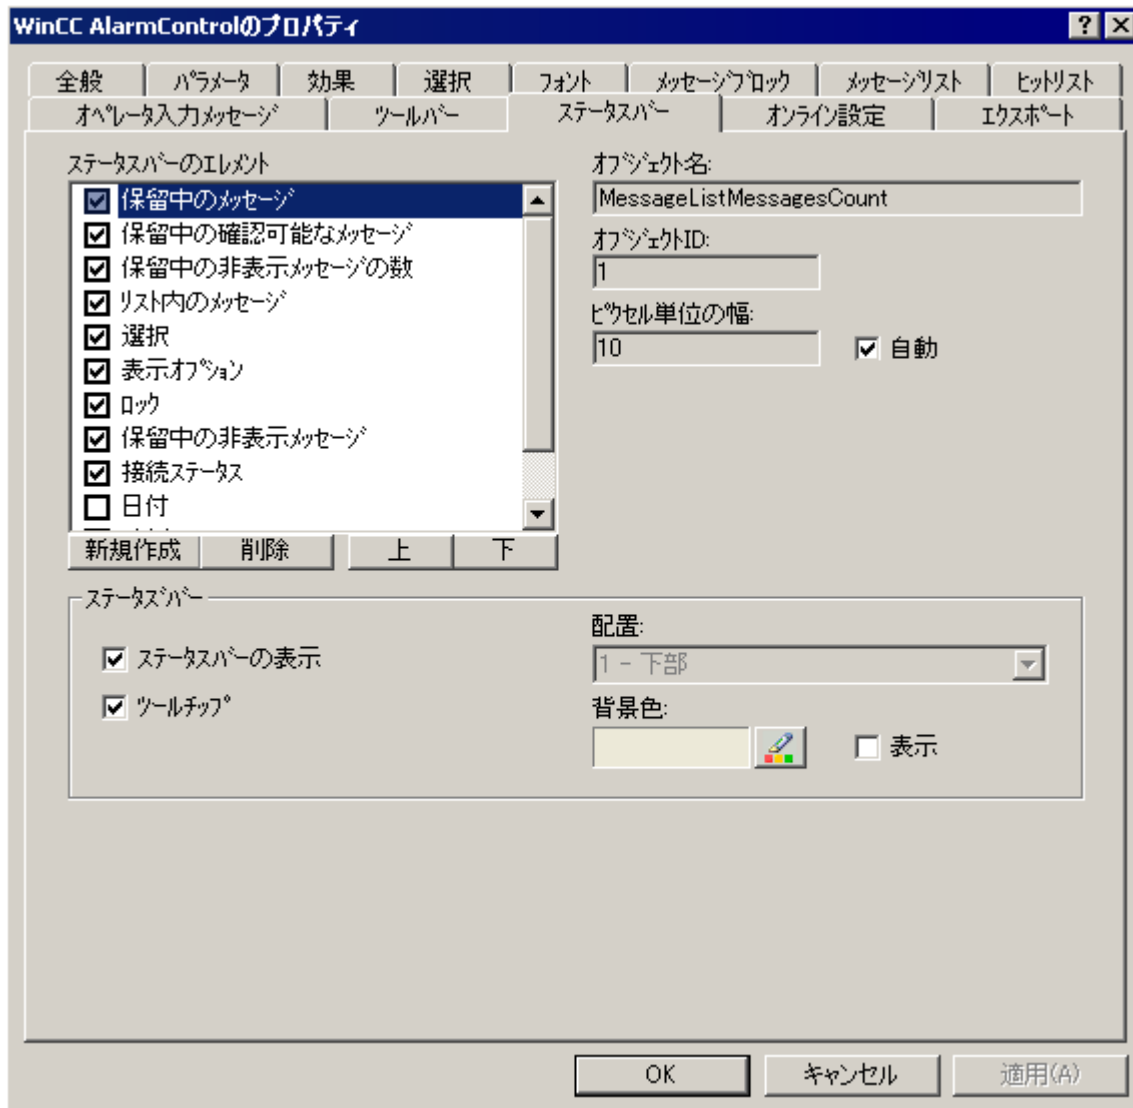 WinCC AlarmControlのプロパティ
全般 パラメータ 効果 選択 フォント メッセージブロック メッセージリスト ヒットリスト
オペレータ入力メッセージ ツールバー ステータスバー オンライン設定 エクスポート
ステータスバーのエレメント
保留中のメッセージ
保留中の確認可能なメッセージ
保留中の非表示メッセージの数
リスト内のメッセージ
選択
表示オプション
ロック
保留中の非表示メッセージ
接続ステータス
日付
新規作成 削除 上 下
オブジェクト名:
MessageListMessagesCount
オブジェクトID:
1
ピクセル単位の幅:
10 自動
ステータスバー
ステータスバーの表示
ツールチップ
配置:
1 - 下部
背景色:
表示
OK キャンセル 適用(A)